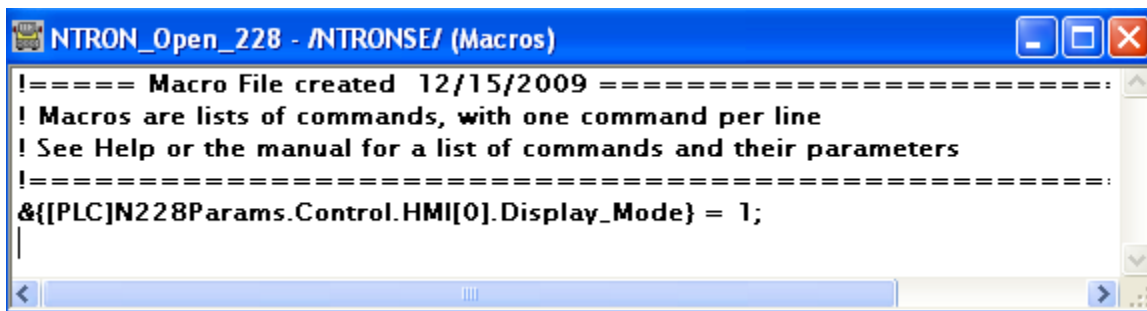 NTRON_Open_228 - /NTRONSE/ (Macros)
!===== Macro File created  12/15/2009 =======================:
! Macros are lists of commands, with one command per line
! See Help or the manual for a list of commands and their parameters
!=================================================:
&{[PLC]N228Params.Control.HMI[0].Display_Mode} = 1;